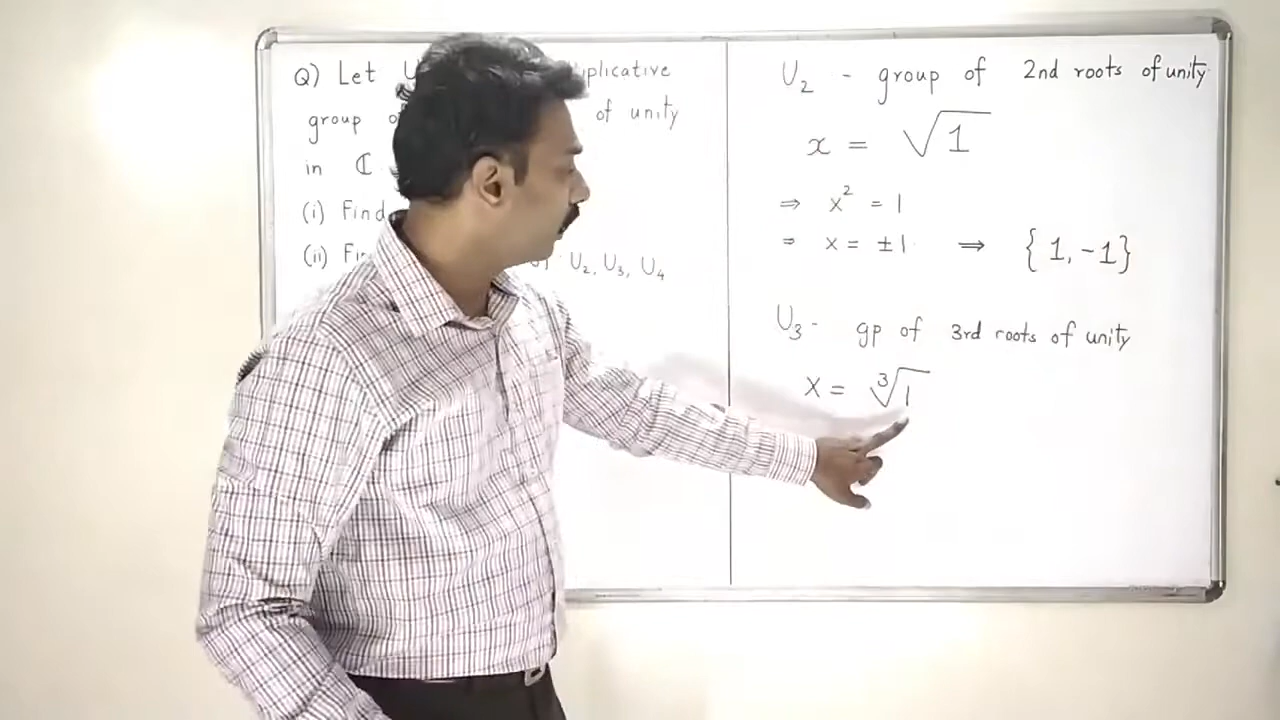 Q) Let U plicative
group of unity
in ℂ.
(i) Find
(ii) U₂, U₃, U₄
U₂ - group of 2nd roots of unity
x = √1
⇒ x² = 1
⇒ x = ±1 ⇒ {1, -1}
U₃ - gp of 3rd roots of unity
x = ∛1